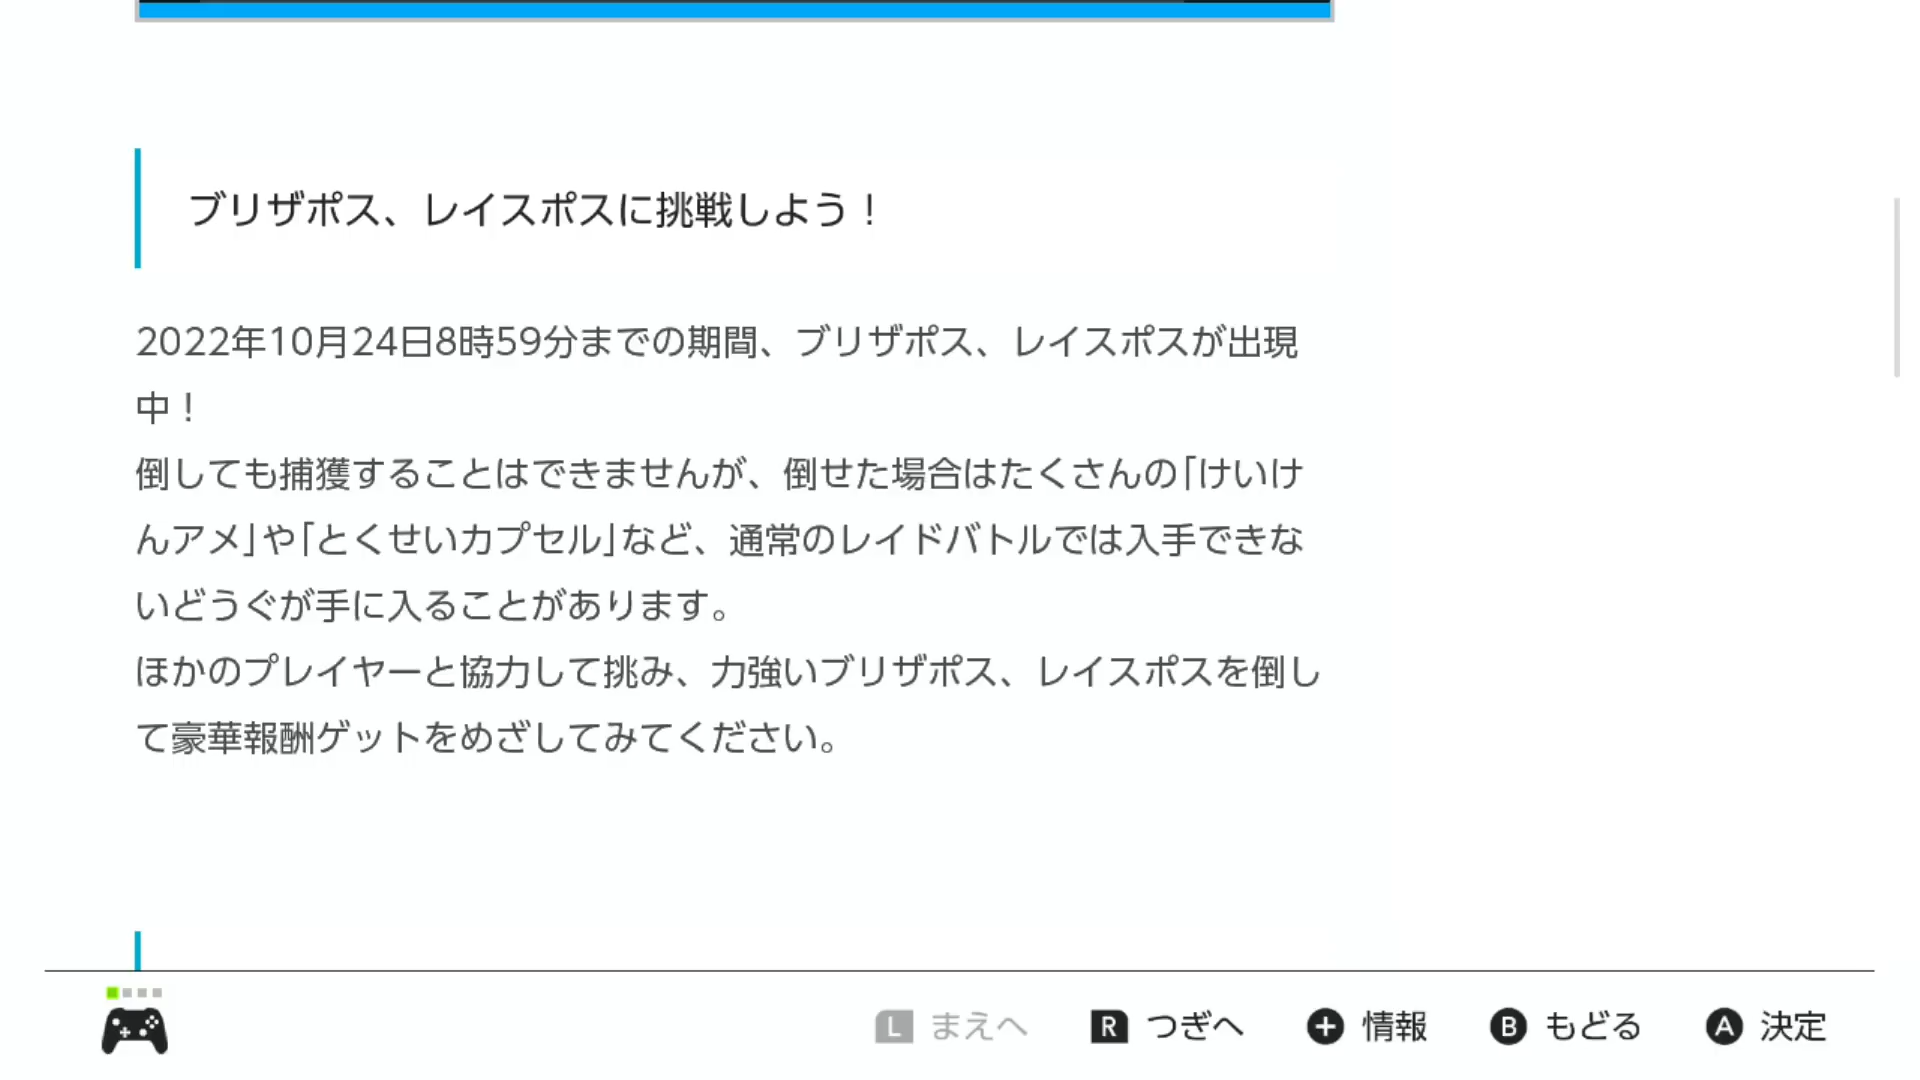 ブリザポス、レイスポスに挑戦しよう！
2022年10月24日8時59分までの期間、ブリザポス、レイスポスが出現
中！
倒しても捕獲することはできませんが、倒せた場合はたくさんの｢けいけ
んアメ｣や｢とくせいカプセル｣など、通常のレイドバトルでは入手できな
いどうぐが手に入ることがあります。
ほかのプレイヤーと協力して挑み、力強いブリザポス、レイスポスを倒し
て豪華報酬ゲットをめざしてみてください。
L まえへ R つぎへ + 情報 B もどる A 決定